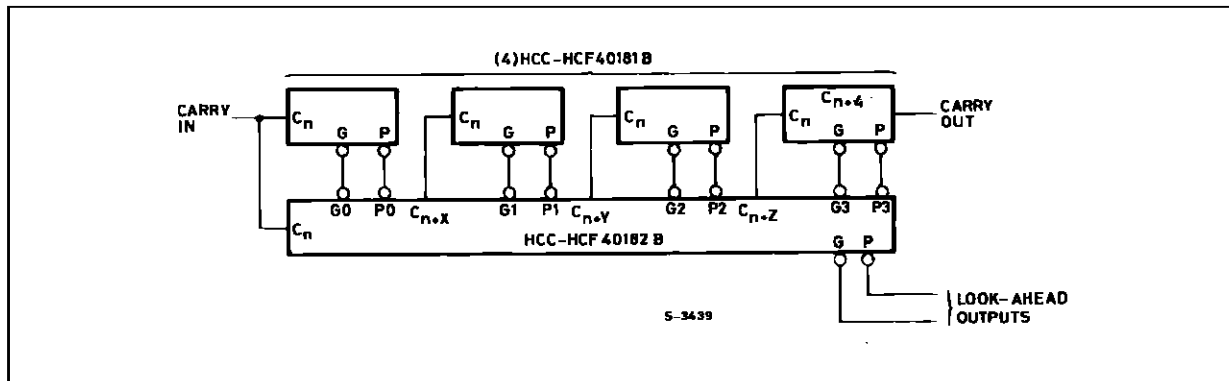 (4)HCC-HCF40181B
CARRY IN
Cn G P
Cn G P
Cn G P
Cn Cn+4 G P
CARRY OUT
G0 P0 Cn+X G1 P1 Cn+Y G2 P2 Cn+Z G3 P3
Cn
HCC-HCF40182B
G P
LOOK-AHEAD
OUTPUTS
S-3439